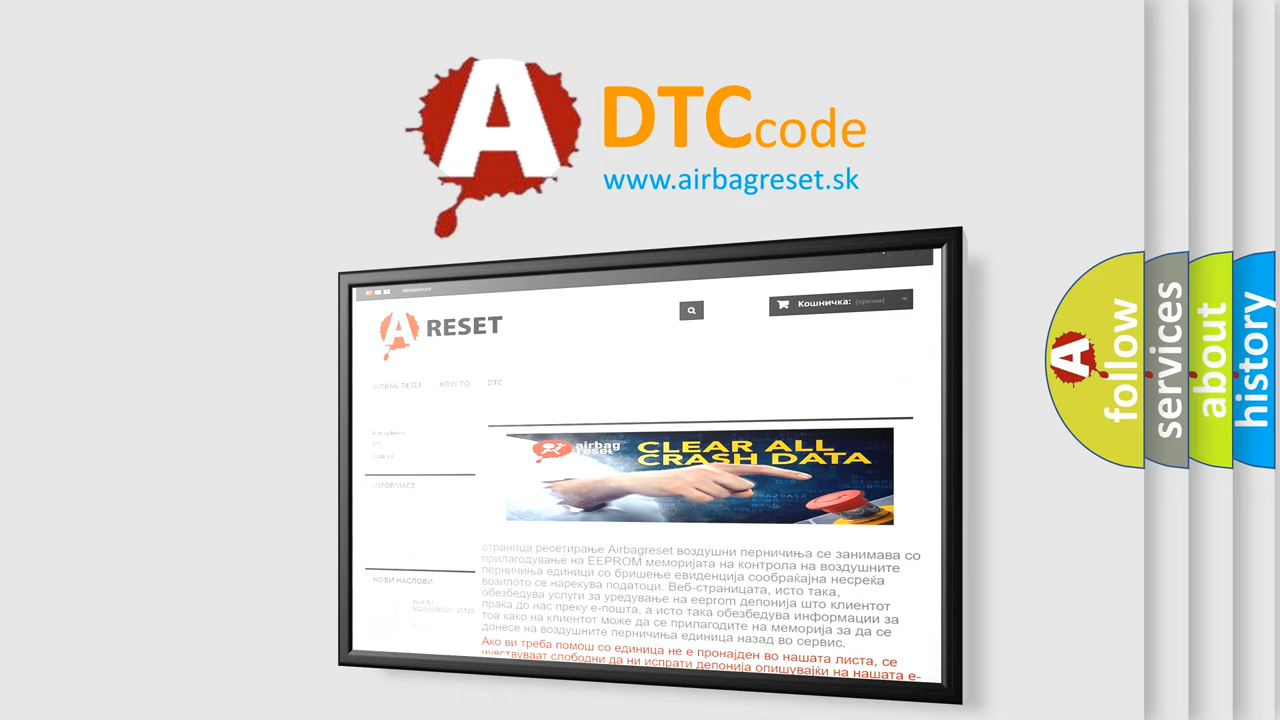 A DTCcode
www.airbagreset.sk
A RESET
Кошничка: (празно)
AIRBAG RESET HOW TO DTC
airbag
reset
CLEAR ALL
CRASH DATA
INFORMACE
страница ресетирање Airbagreset воздушни перничиња се занимава со
прилагодување на EEPROM меморијата на контрола на воздушните
перничиња единици со бришење евиденција сообраќајна несреќа
возилото се нарекува податоци. Веб-страницата, исто така,
обезбедува услуги за уредување на eeprom депонија што клиентот
праќа до нас преку е-пошта, а исто така обезбедува информации за
тоа како на клиентот може да се прилагодите на меморија за да се
донесе на воздушните перничиња единица назад во сервис.
НОВИ НАСЛОВИ
Ако ви треба помош со единица не е пронајден во нашата листа, се
чувствуваат слободни да ни испрати депонија опишувајќи на нашата е-
A follow
services
about
history